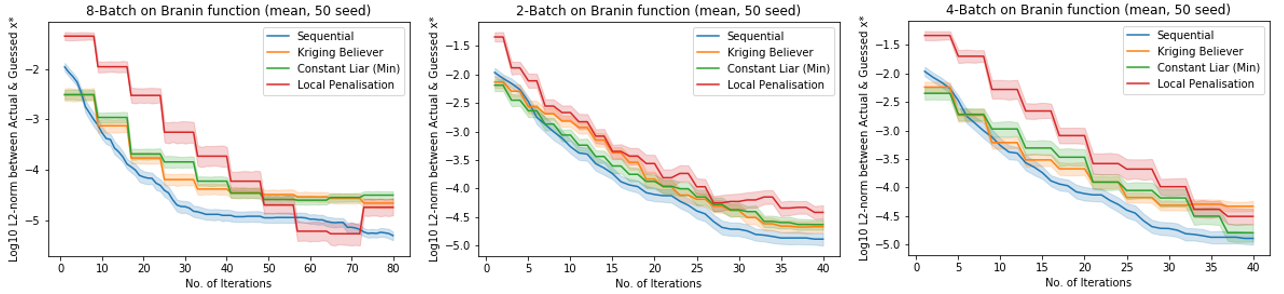 8-Batch on Branin function (mean, 50 seed)
Log10 L2-norm between Actual & Guessed x*
−2
−3
−4
−5
Sequential
Kriging Believer
Constant Liar (Min)
Local Penalisation
0 10 20 30 40 50 60 70 80
No. of Iterations
2-Batch on Branin function (mean, 50 seed)
Log10 L2-norm between Actual & Guessed x*
−1.5
−2.0
−2.5
−3.0
−3.5
−4.0
−4.5
−5.0
Sequential
Kriging Believer
Constant Liar (Min)
Local Penalisation
0 5 10 15 20 25 30 35 40
No. of Iterations
4-Batch on Branin function (mean, 50 seed)
Log10 L2-norm between Actual & Guessed x*
−1.5
−2.0
−2.5
−3.0
−3.5
−4.0
−4.5
−5.0
Sequential
Kriging Believer
Constant Liar (Min)
Local Penalisation
0 5 10 15 20 25 30 35 40
No. of Iterations